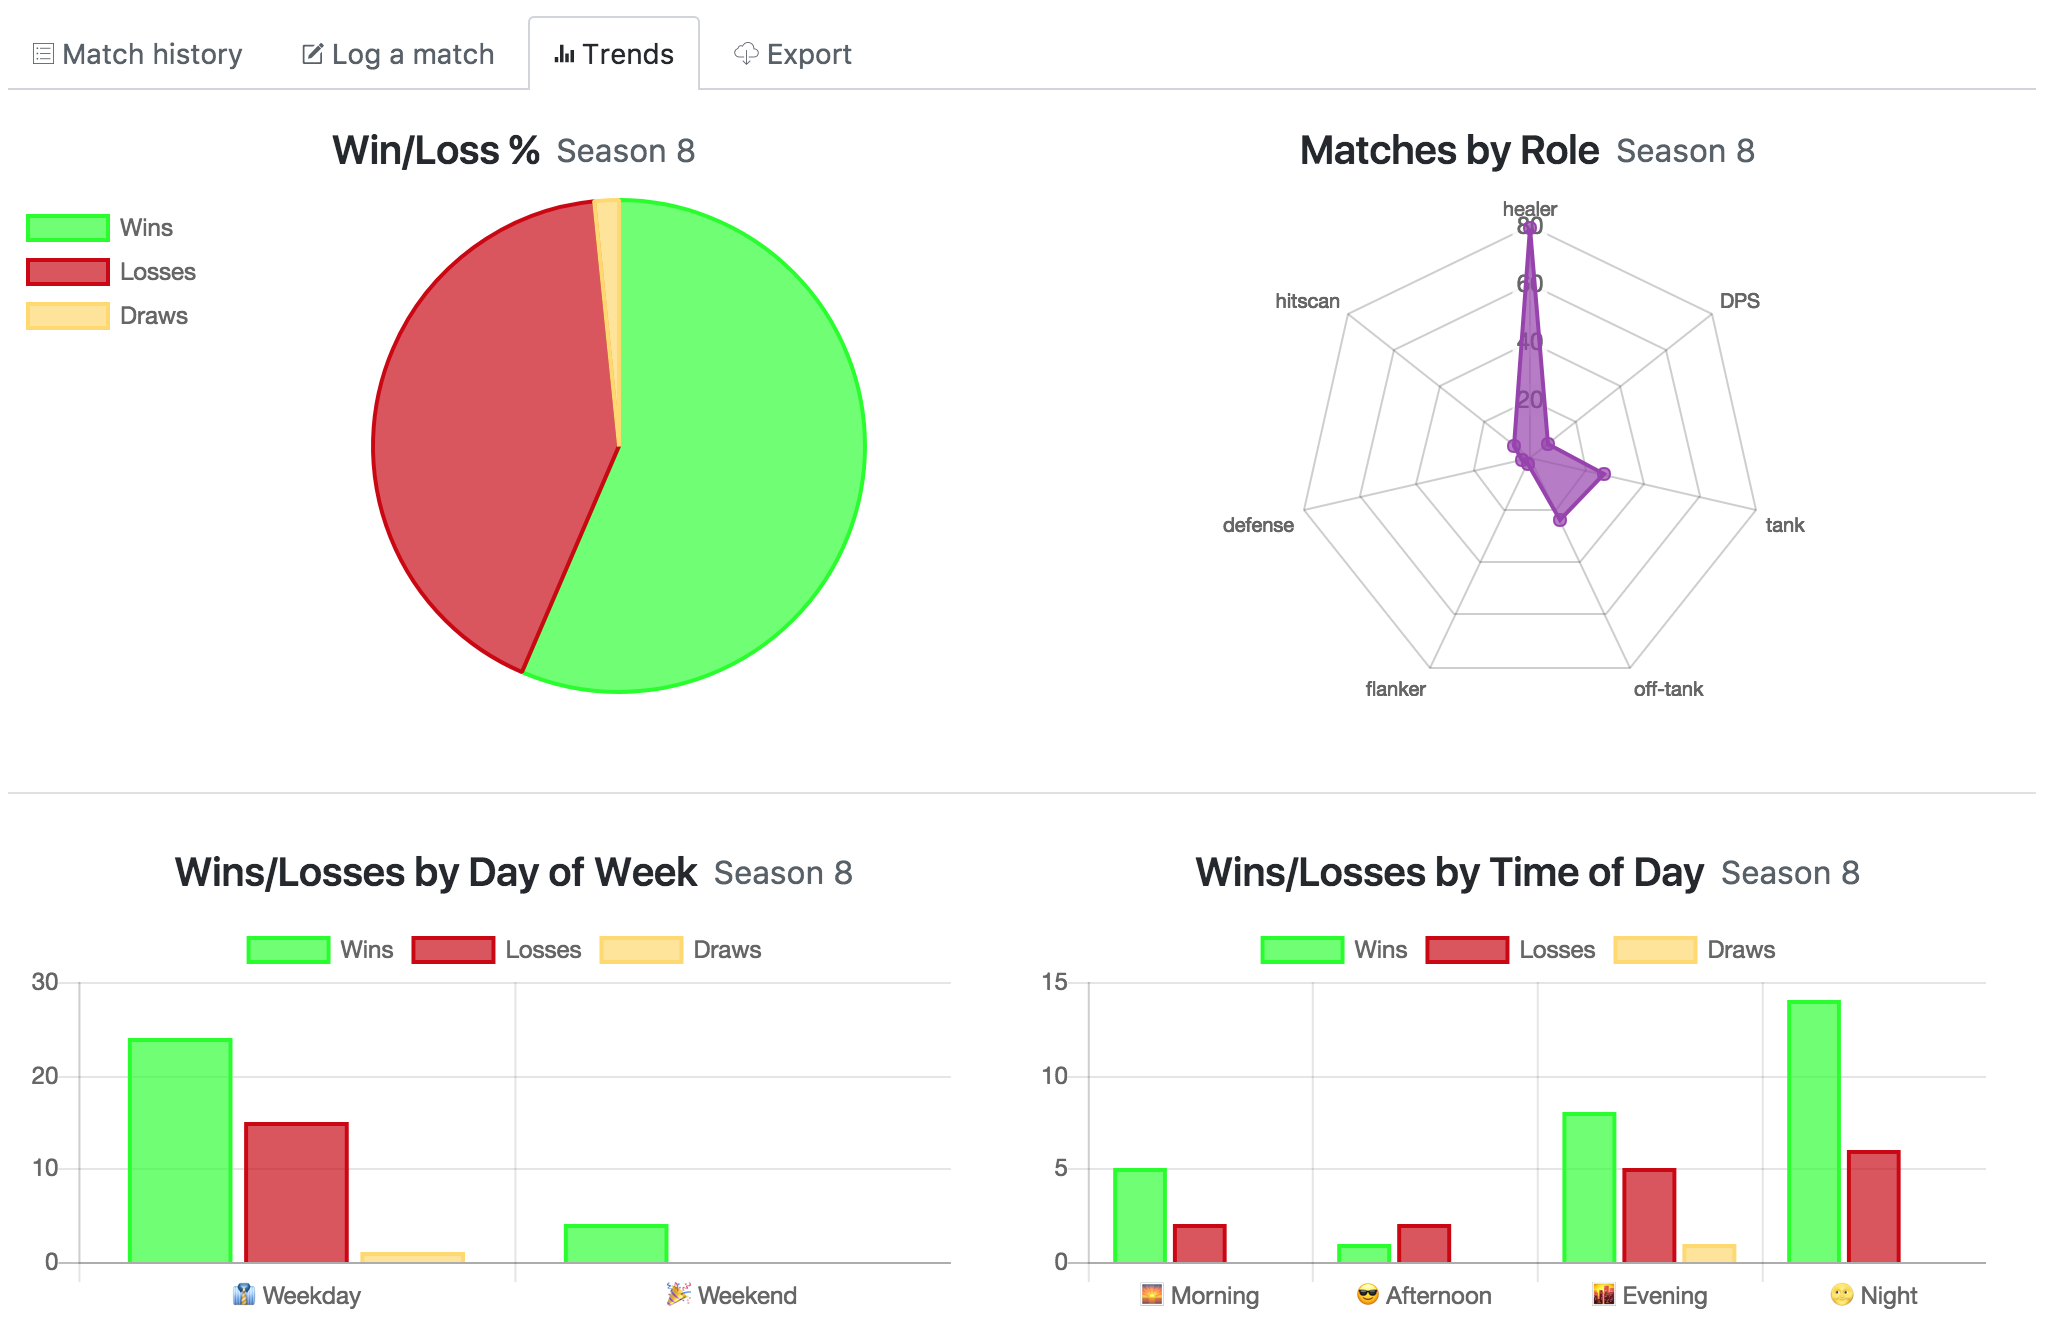 Match history
Log a match
Trends
Export
Win/Loss % Season 8
Wins
Losses
Draws
Matches by Role Season 8
healer
80
60
40
20
hitscan
DPS
defense
tank
flanker
off-tank
Wins/Losses by Day of Week Season 8
Wins Losses Draws
30
20
10
0
Weekday Weekend
Wins/Losses by Time of Day Season 8
Wins Losses Draws
15
10
5
0
Morning Afternoon Evening Night